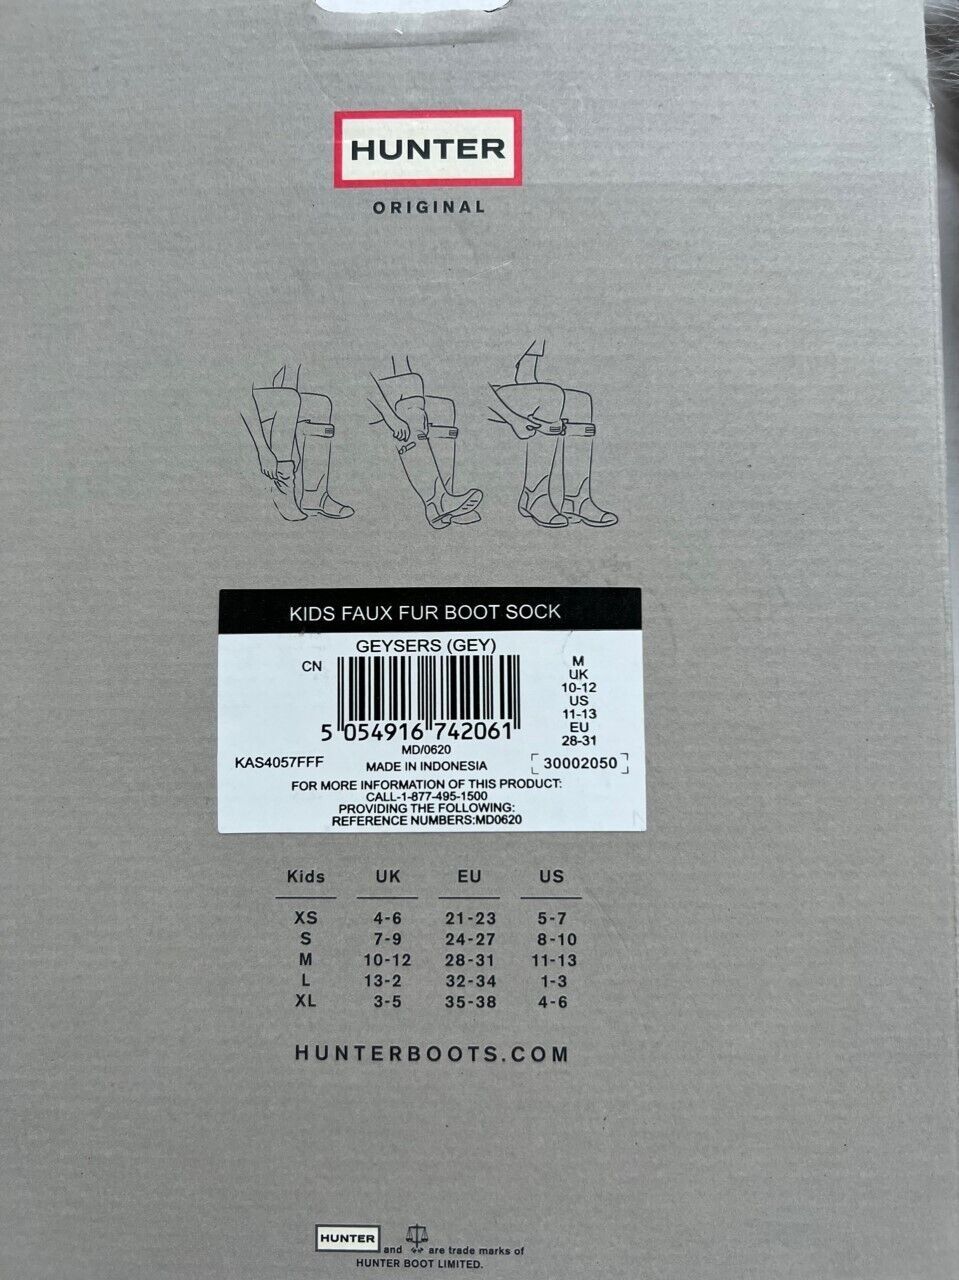 HUNTER
ORIGINAL
KIDS FAUX FUR BOOT SOCK
GEYSERS (GEY)
CN
M
UK
10-12
US
11-13
EU
28-31
5 054916 742061
MD/0620
KAS4057FFF
MADE IN INDONESIA
30002050
FOR MORE INFORMATION OF THIS PRODUCT:
CALL-1-877-495-1500
PROVIDING THE FOLLOWING:
REFERENCE NUMBERS:MD0620
Kids UK EU US
XS 4-6 21-23 5-7
S 7-9 24-27 8-10
M 10-12 28-31 11-13
L 13-2 32-34 1-3
XL 3-5 35-38 4-6
HUNTERBOOTS.COM
HUNTER and are trade marks of
HUNTER BOOT LIMITED.